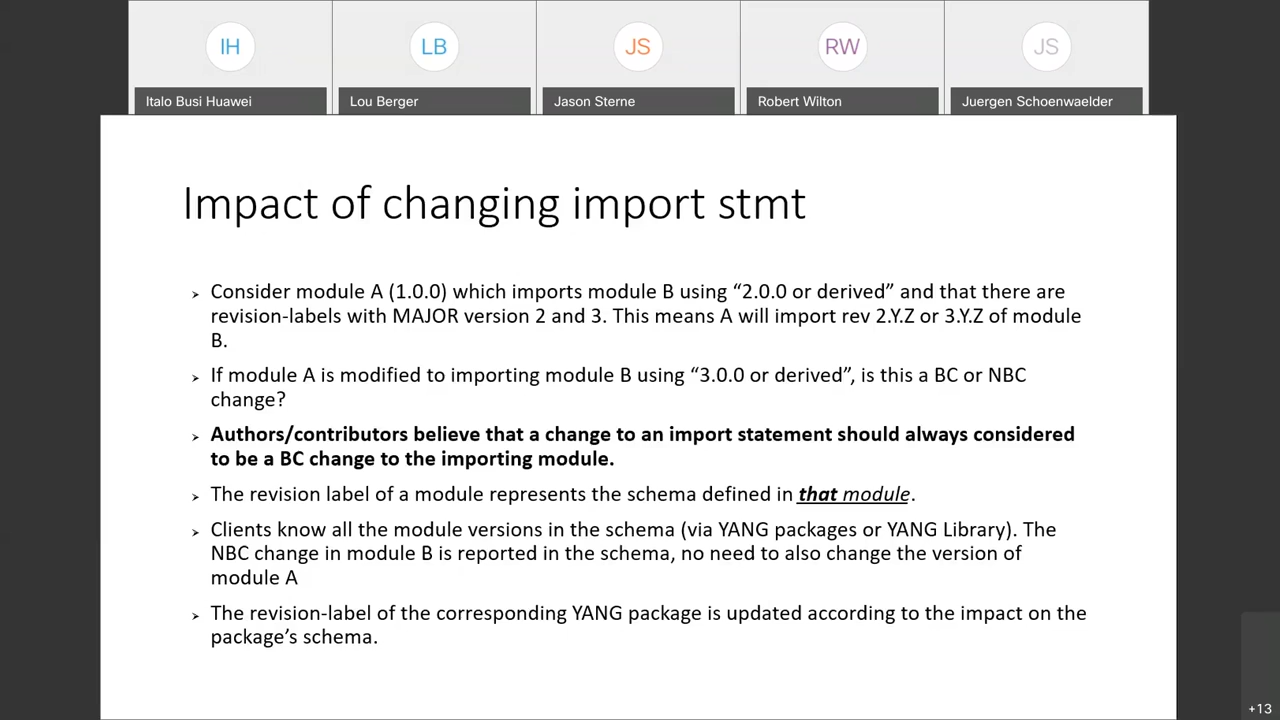 IH
LB
JS
RW
JS
Italo Busi Huawei
Lou Berger
Jason Sterne
Robert Wilton
Juergen Schoenwaelder
Impact of changing import stmt
Consider module A (1.0.0) which imports module B using “2.0.0 or derived” and that there are
revision-labels with MAJOR version 2 and 3. This means A will import rev 2.Y.Z or 3.Y.Z of module
B.
If module A is modified to importing module B using “3.0.0 or derived”, is this a BC or NBC
change?
Authors/contributors believe that a change to an import statement should always considered
to be a BC change to the importing module.
The revision label of a module represents the schema defined in that module.
Clients know all the module versions in the schema (via YANG packages or YANG Library). The
NBC change in module B is reported in the schema, no need to also change the version of
module A
The revision-label of the corresponding YANG package is updated according to the impact on the
package’s schema.
+13